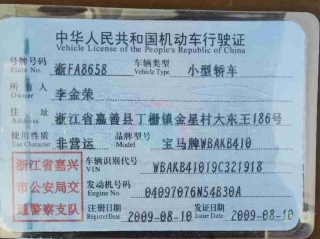 中华人民共和国机动车行驶证
Vehicle License of the People's Republic of China
号牌号码 浙FA8658 车辆类型 小型轿车
Plate No. Vehicle Type
所有人 李金荣
Owner
住址 浙江省嘉善县丁栅镇金星村大东王186号
Address
使用性质 非营运 品牌型号 宝马牌WBAKB410
Use Character Model
浙江省嘉兴
市公安局交
通警察支队
车辆识别代号 WBAKB41019C321918
VIN
发动机号码 04097076N54B30A
Engine No.
注册日期 2009-08-10 发证日期 2009-08-10
Register Date Issue Date